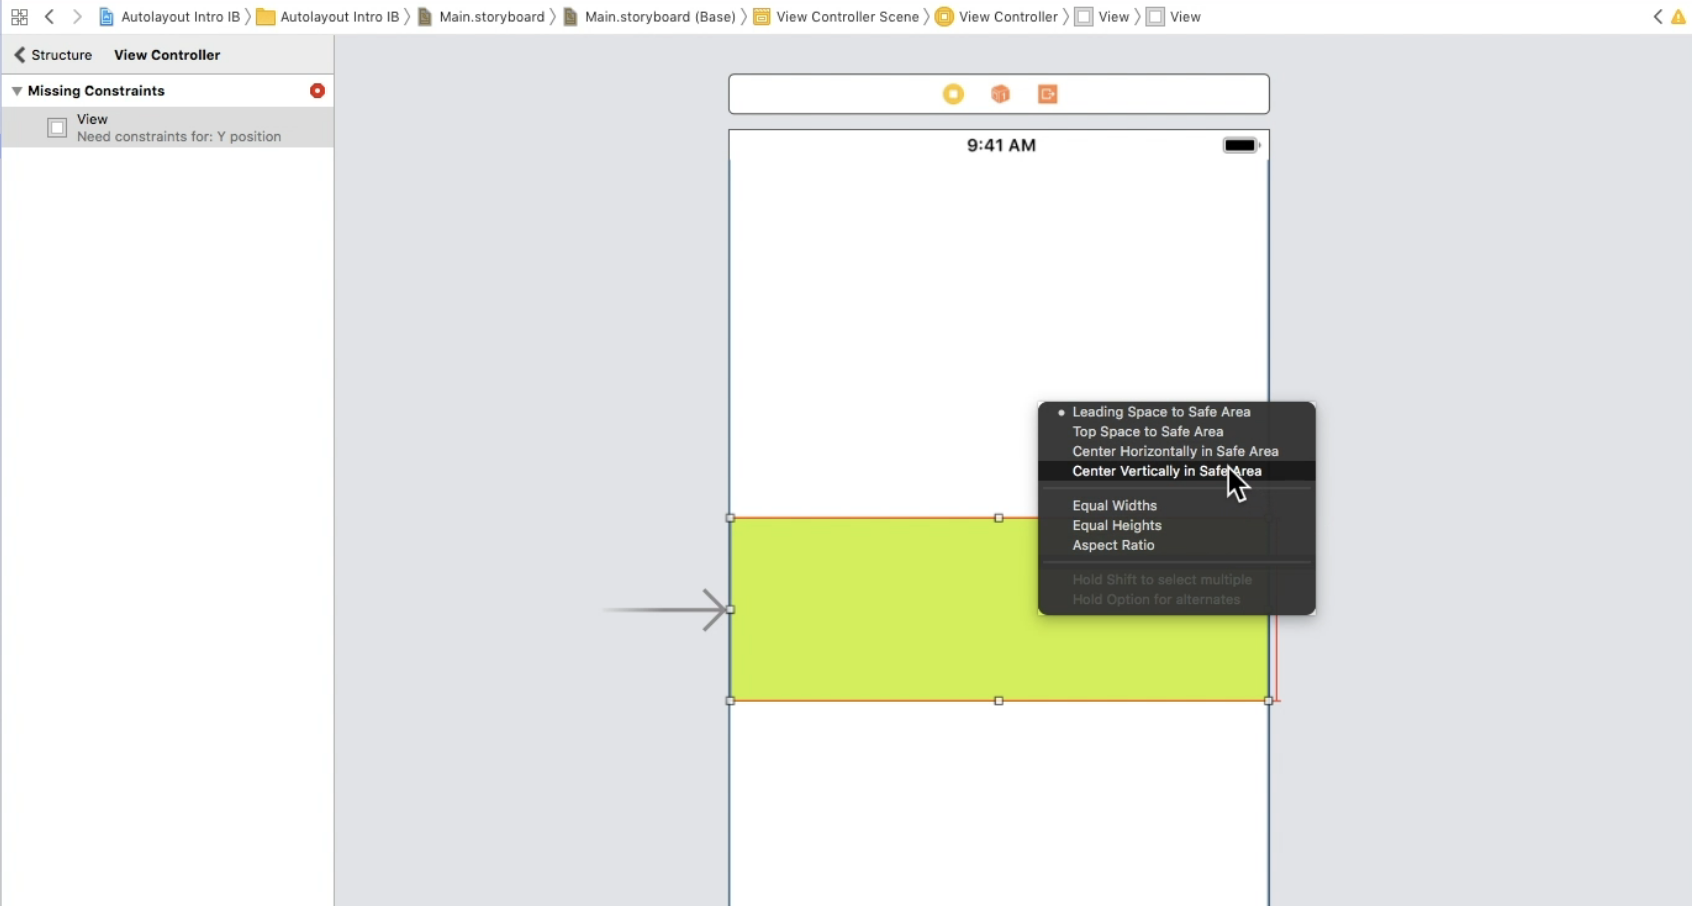 Autolayout Intro IB
Autolayout Intro IB
Main.storyboard
Main.storyboard (Base)
View Controller Scene
View Controller
View
View
Structure
View Controller
Missing Constraints
View
Need constraints for: Y position
9:41 AM
Leading Space to Safe Area
Top Space to Safe Area
Center Horizontally in Safe Area
Center Vertically in Safe Area
Equal Widths
Equal Heights
Aspect Ratio
Hold Shift to select multiple
Hold Option for alternates